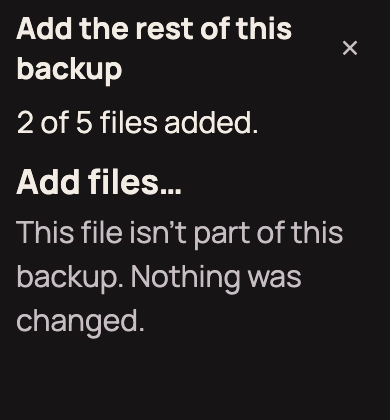 Add the rest of this
backup
2 of 5 files added.
Add files…
This file isn’t part of this
backup. Nothing was
changed.